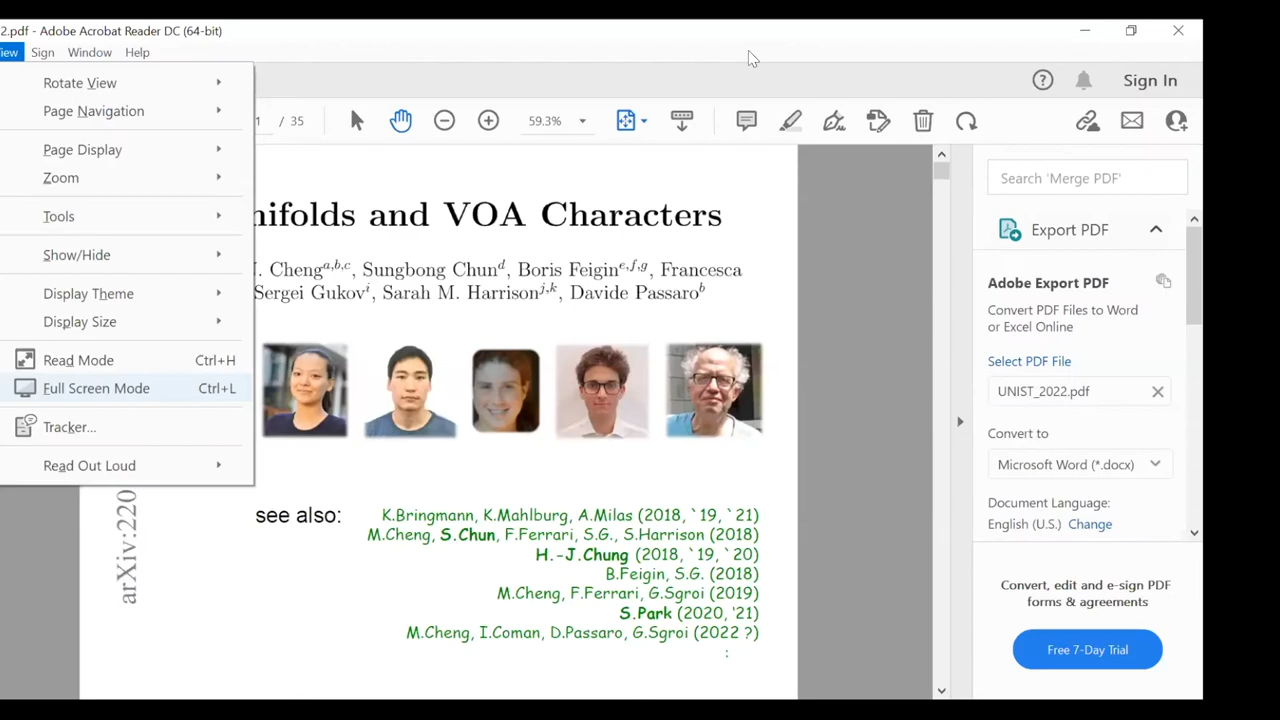 2.pdf - Adobe Acrobat Reader DC (64-bit)
View Sign Window Help
Sign In
Rotate View
Page Navigation
Page Display
Zoom
Tools
Show/Hide
Display Theme
Display Size
Read Mode Ctrl+H
Full Screen Mode Ctrl+L
Tracker...
Read Out Loud
1 / 35
59.3%
nifolds and VOA Characters
. Cheng^a,b,c, Sungbong Chun^d, Boris Feigin^e,f,g, Francesca
Sergei Gukov^i, Sarah M. Harrison^j,k, Davide Passaro^b
arXiv:220
see also:
K.Bringmann, K.Mahlburg, A.Milas (2018, `19, `21)
M.Cheng, S.Chun, F.Ferrari, S.G., S.Harrison (2018)
H.-J.Chung (2018, `19, `20)
B.Feigin, S.G. (2018)
M.Cheng, F.Ferrari, G.Sgroi (2019)
S.Park (2020, '21)
M.Cheng, I.Coman, D.Passaro, G.Sgroi (2022 ?)
:
Search 'Merge PDF'
Export PDF
Adobe Export PDF
Convert PDF Files to Word
or Excel Online
Select PDF File
UNIST_2022.pdf
Convert to
Microsoft Word (*.docx)
Document Language:
English (U.S.) Change
Convert, edit and e-sign PDF
forms & agreements
Free 7-Day Trial